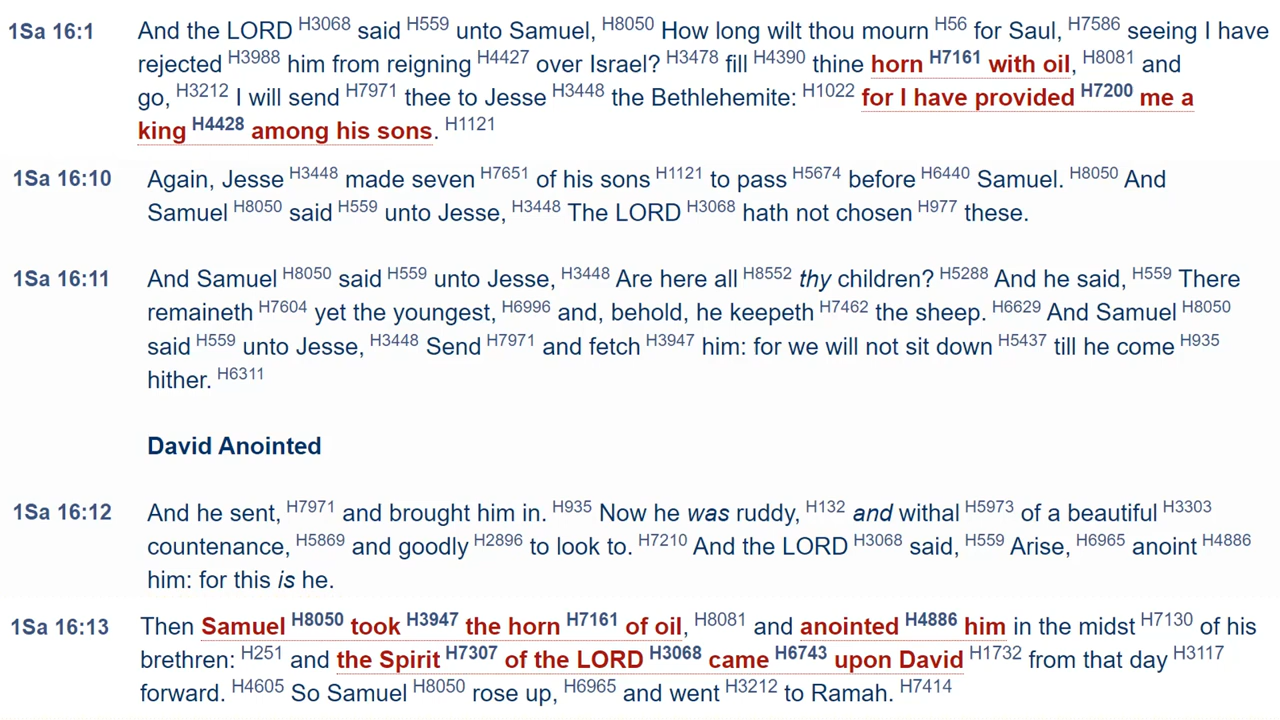 1Sa 16:1 And the LORD H3068 said H559 unto Samuel, H8050 How long wilt thou mourn H56 for Saul, H7586 seeing I have
rejected H3988 him from reigning H4427 over Israel? H3478 fill H4390 thine horn H7161 with oil, H8081 and
go, H3212 I will send H7971 thee to Jesse H3448 the Bethlehemite: H1022 for I have provided H7200 me a
king H4428 among his sons. H1121
1Sa 16:10 Again, Jesse H3448 made seven H7651 of his sons H1121 to pass H5674 before H6440 Samuel. H8050 And
Samuel H8050 said H559 unto Jesse, H3448 The LORD H3068 hath not chosen H977 these.
1Sa 16:11 And Samuel H8050 said H559 unto Jesse, H3448 Are here all H8552 thy children? H5288 And he said, H559 There
remaineth H7604 yet the youngest, H6996 and, behold, he keepeth H7462 the sheep. H6629 And Samuel H8050
said H559 unto Jesse, H3448 Send H7971 and fetch H3947 him: for we will not sit down H5437 till he come H935
hither. H6311
David Anointed
1Sa 16:12 And he sent, H7971 and brought him in. H935 Now he was ruddy, H132 and withal H5973 of a beautiful H3303
countenance, H5869 and goodly H2896 to look to. H7210 And the LORD H3068 said, H559 Arise, H6965 anoint H4886
him: for this is he.
1Sa 16:13 Then Samuel H8050 took H3947 the horn H7161 of oil, H8081 and anointed H4886 him in the midst H7130 of his
brethren: H251 and the Spirit H7307 of the LORD H3068 came H6743 upon David H1732 from that day H3117
forward. H4605 So Samuel H8050 rose up, H6965 and went H3212 to Ramah. H7414